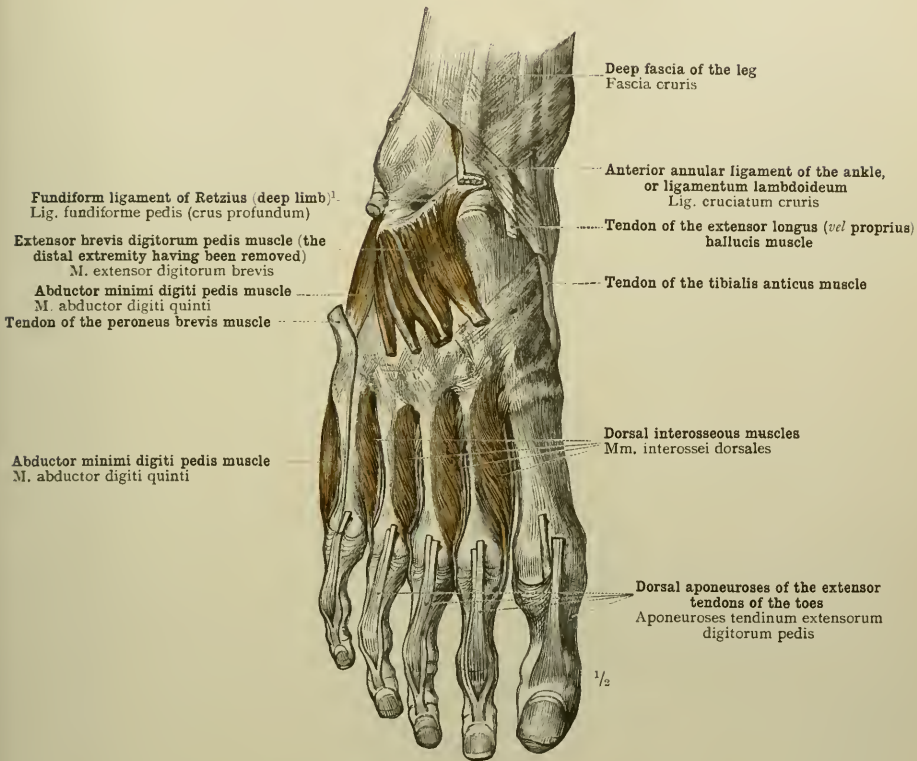 Deep fascia of the leg
Fascia cruris
Anterior annular ligament of the ankle,
or ligamentum lambdoideum
Lig. cruciatum cruris
Fundiform ligament of Retzius (deep limb)¹
Lig. fundiforme pedis (crus profundum)
Tendon of the extensor longus (vel proprius)
hallucis muscle
Extensor brevis digitorum pedis muscle (the
distal extremity having been removed)
M. extensor digitorum brevis
Tendon of the tibialis anticus muscle
Abductor minimi digiti pedis muscle
M. abductor digiti quinti
Tendon of the peroneus brevis muscle
Dorsal interosseous muscles
Mm. interossei dorsales
Abductor minimi digiti pedis muscle
M. abductor digiti quinti
Dorsal aponeuroses of the extensor
tendons of the toes
Aponeuroses tendinum extensorum
digitorum pedis
1/2